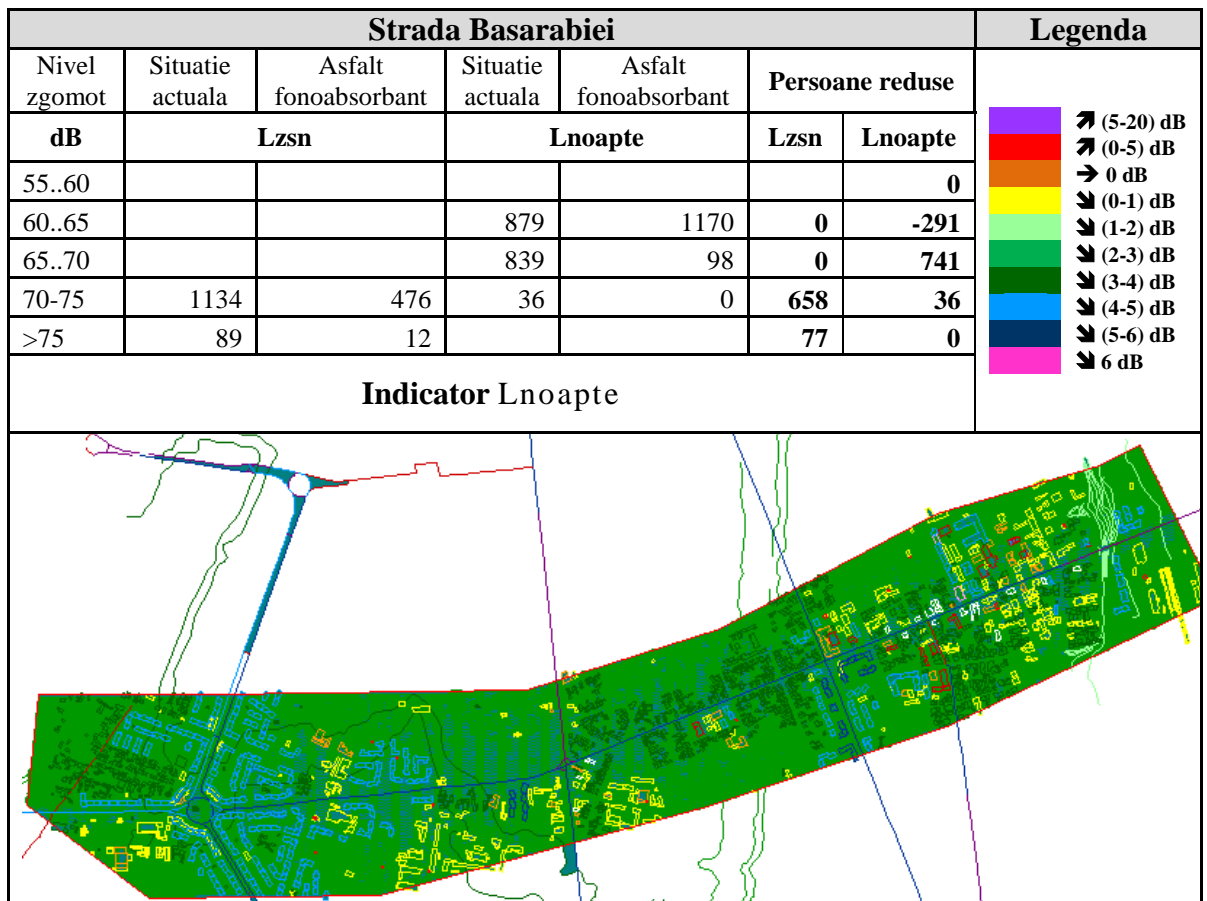 Strada Basarabiei Legenda
Nivel zgomot Situatie actuala Asfalt fonoabsorbant Situatie actuala Asfalt fonoabsorbant Persoane reduse
dB Lzsn Lnoapte Lzsn Lnoapte
55..60 0
60..65 879 1170 0 -291
65..70 839 98 0 741
70-75 1134 476 36 0 658 36
>75 89 12 77 0
Indicator Lnoapte
🡽 (5-20) dB
🡽 (0-5) dB
➔ 0 dB
🡾 (0-1) dB
🡾 (1-2) dB
🡾 (2-3) dB
🡾 (3-4) dB
🡾 (4-5) dB
🡾 (5-6) dB
🡾 6 dB